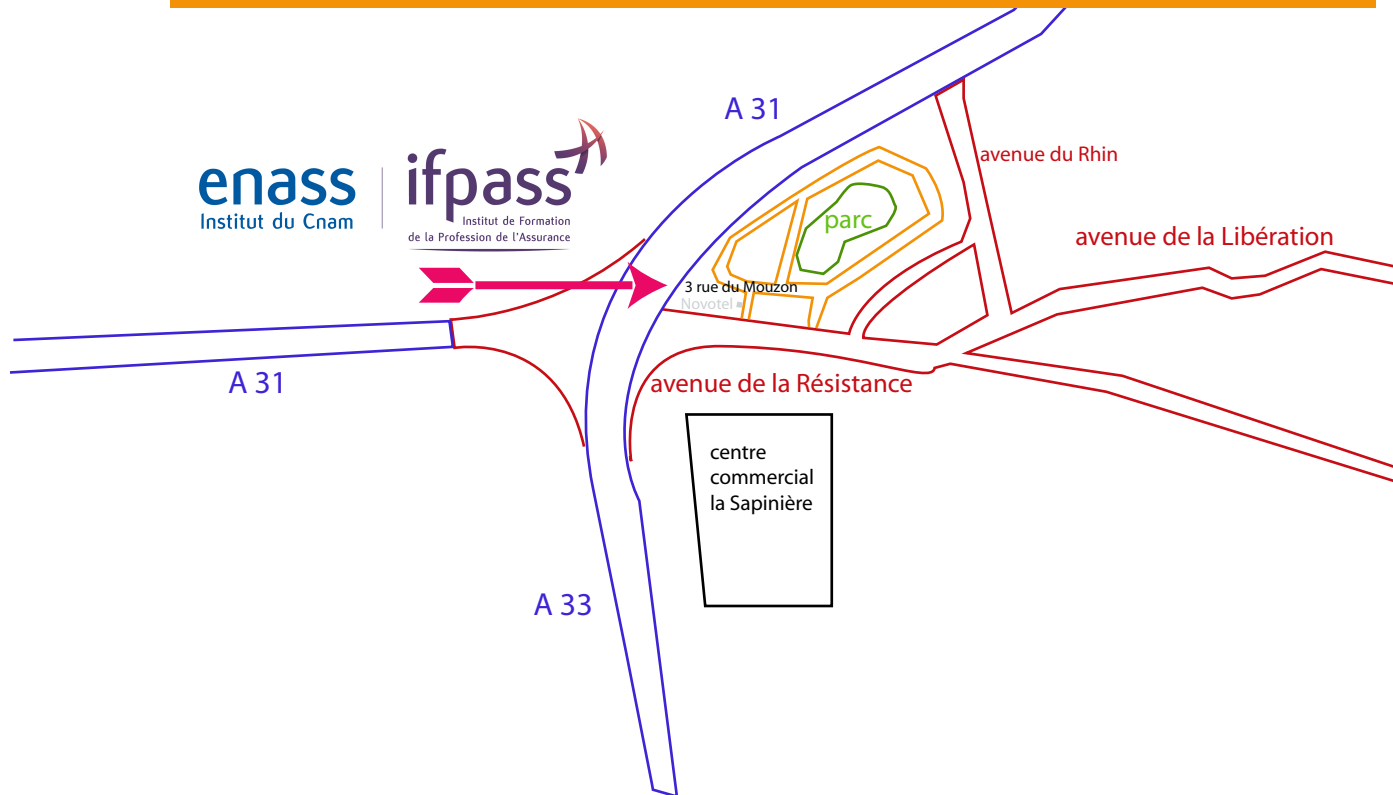 A 31
avenue du Rhin
enass
Institut du Cnam
ifpass
Institut de Formation
de la Profession de l'Assurance
parc
avenue de la Libération
3 rue du Mouzon
Novotel
A 31
avenue de la Résistance
centre
commercial
la Sapinière
A 33